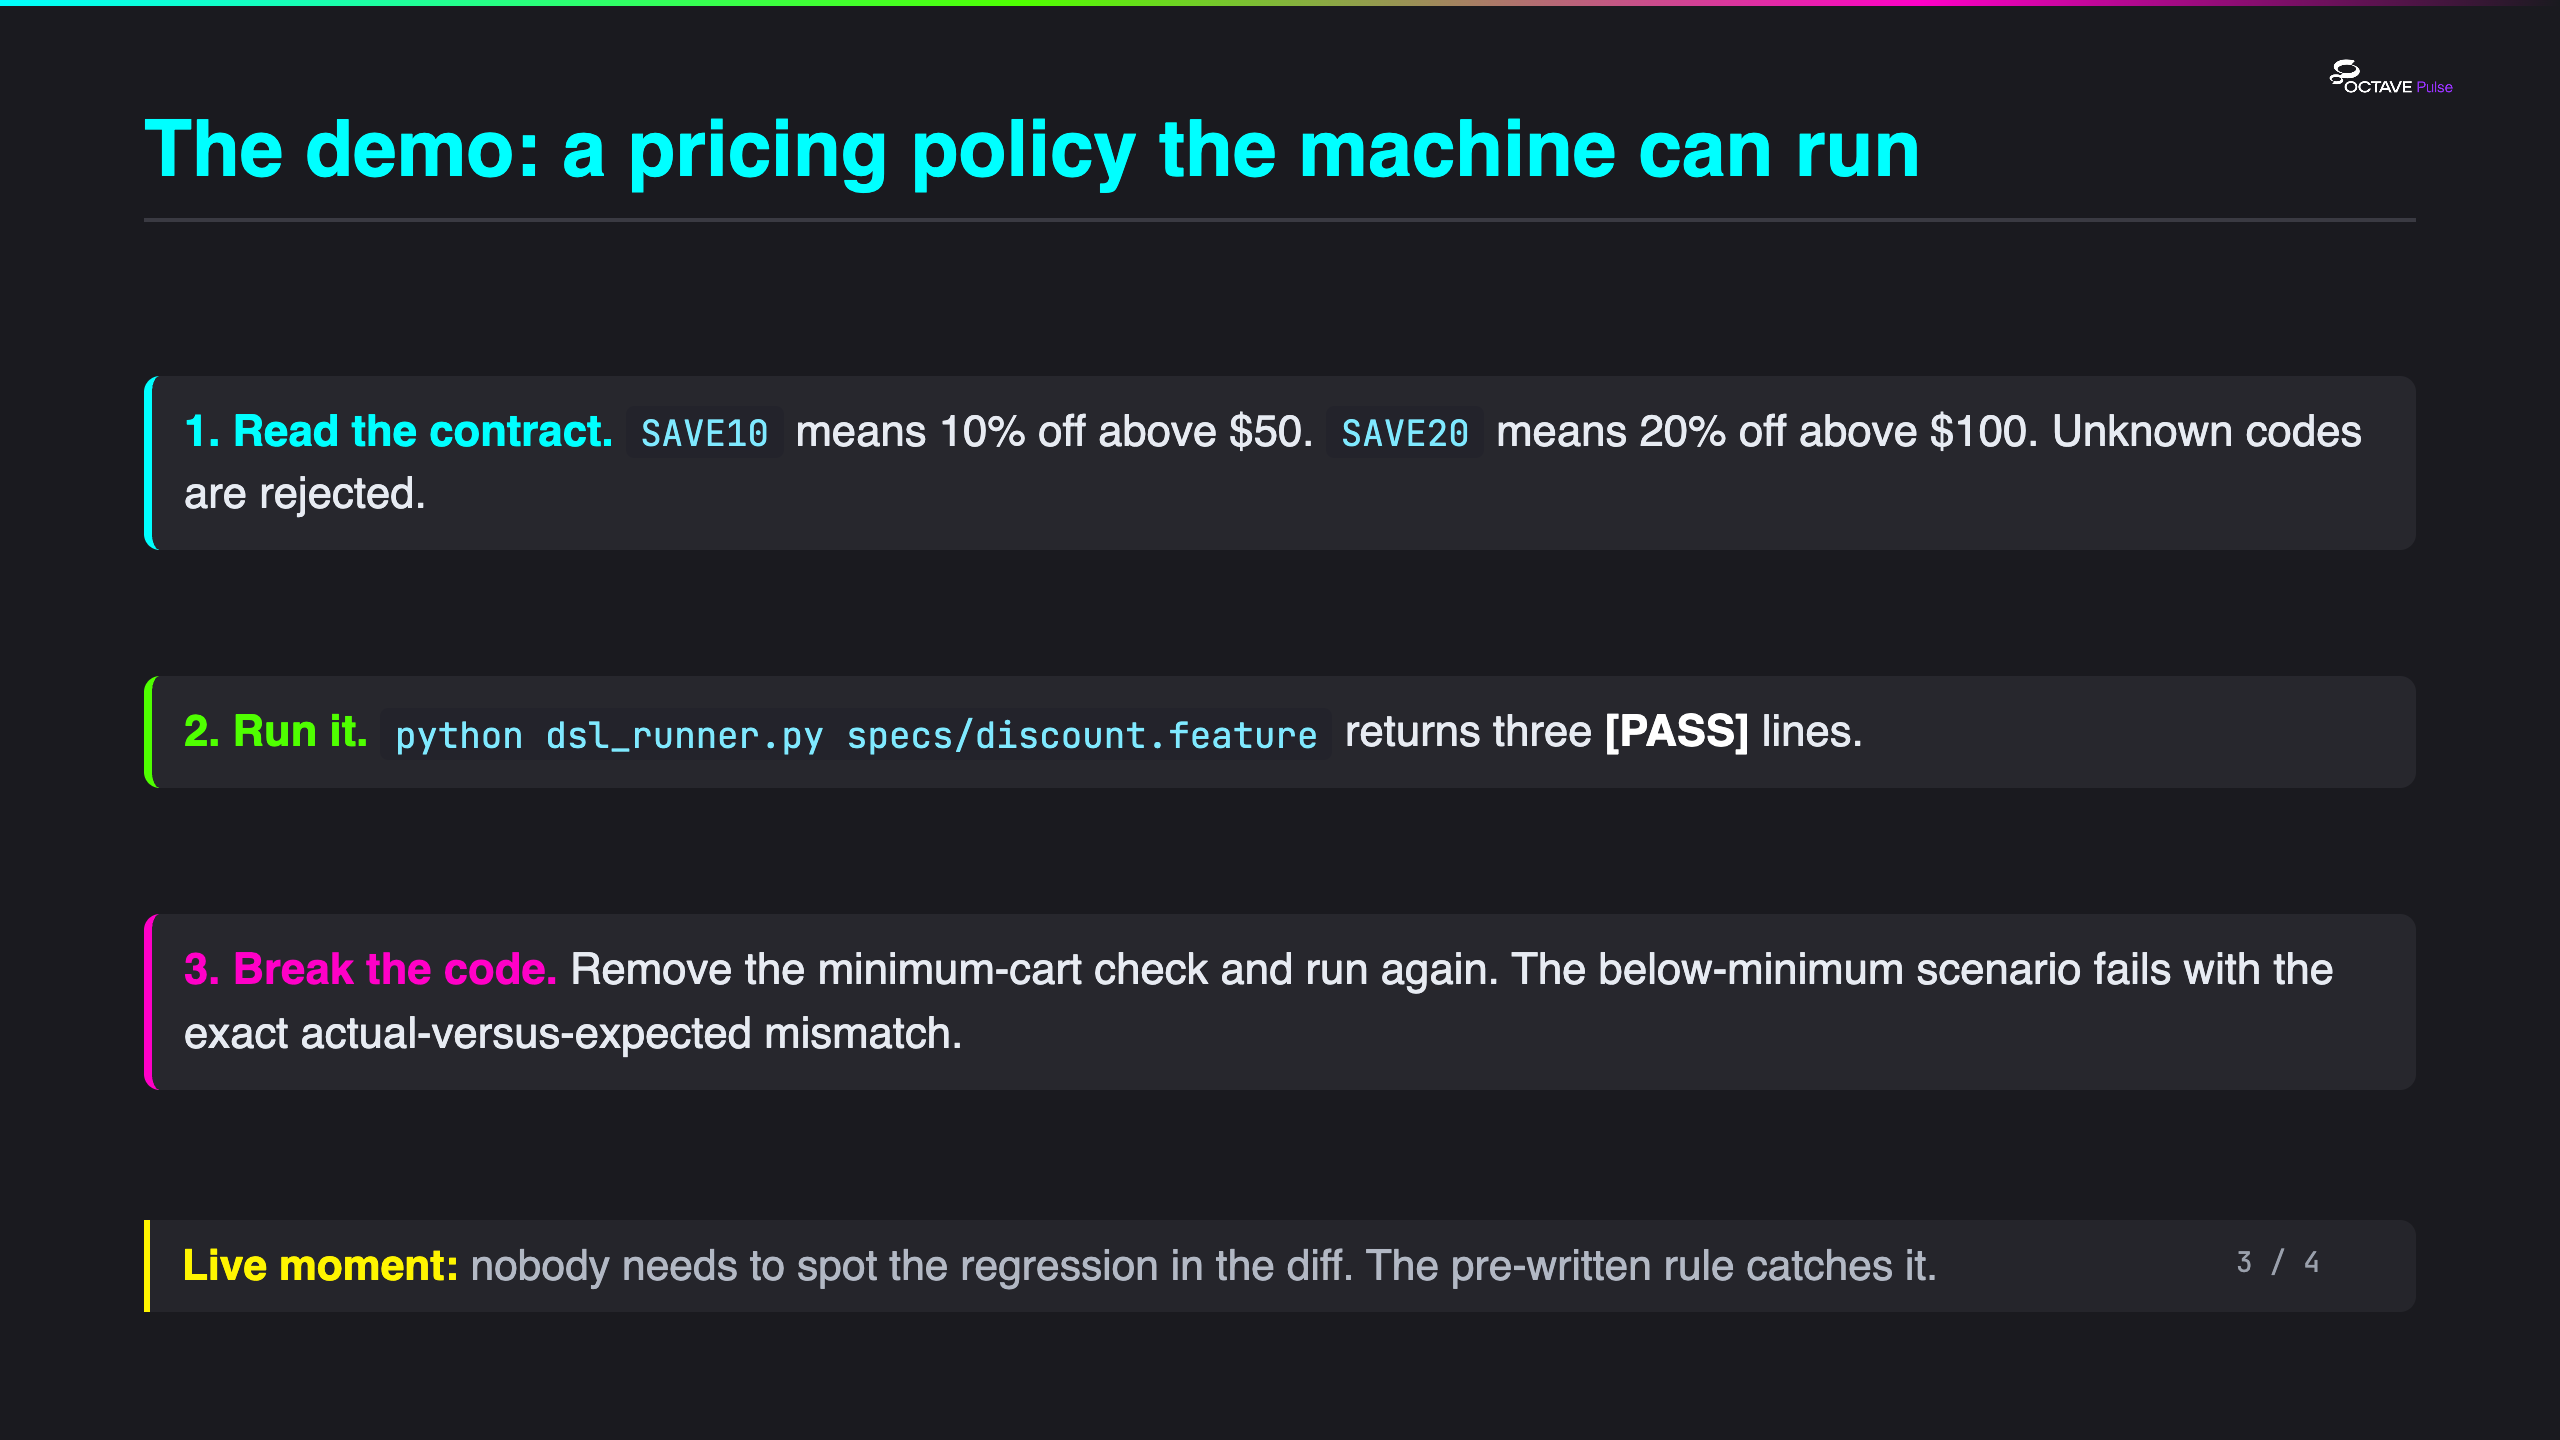 OCTAVE Pulse
The demo: a pricing policy the machine can run
1. Read the contract. SAVE10 means 10% off above $50. SAVE20 means 20% off above $100. Unknown codes
are rejected.
2. Run it. python dsl_runner.py specs/discount.feature returns three [PASS] lines.
3. Break the code. Remove the minimum-cart check and run again. The below-minimum scenario fails with the
exact actual-versus-expected mismatch.
Live moment: nobody needs to spot the regression in the diff. The pre-written rule catches it.
3 / 4